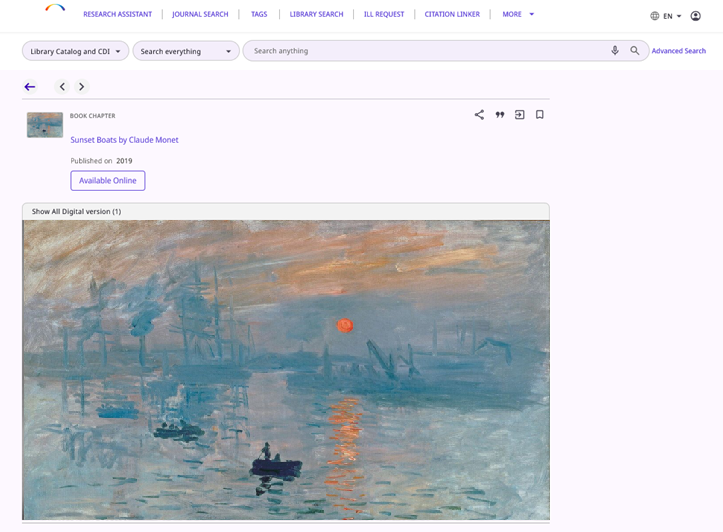 RESEARCH ASSISTANT
JOURNAL SEARCH
TAGS
LIBRARY SEARCH
ILL REQUEST
CITATION LINKER
MORE
EN
Library Catalog and CDI
Search everything
Search anything
Advanced Search
BOOK CHAPTER
Sunset Boats by Claude Monet
Published on 2019
Available Online
Show All Digital version (1)